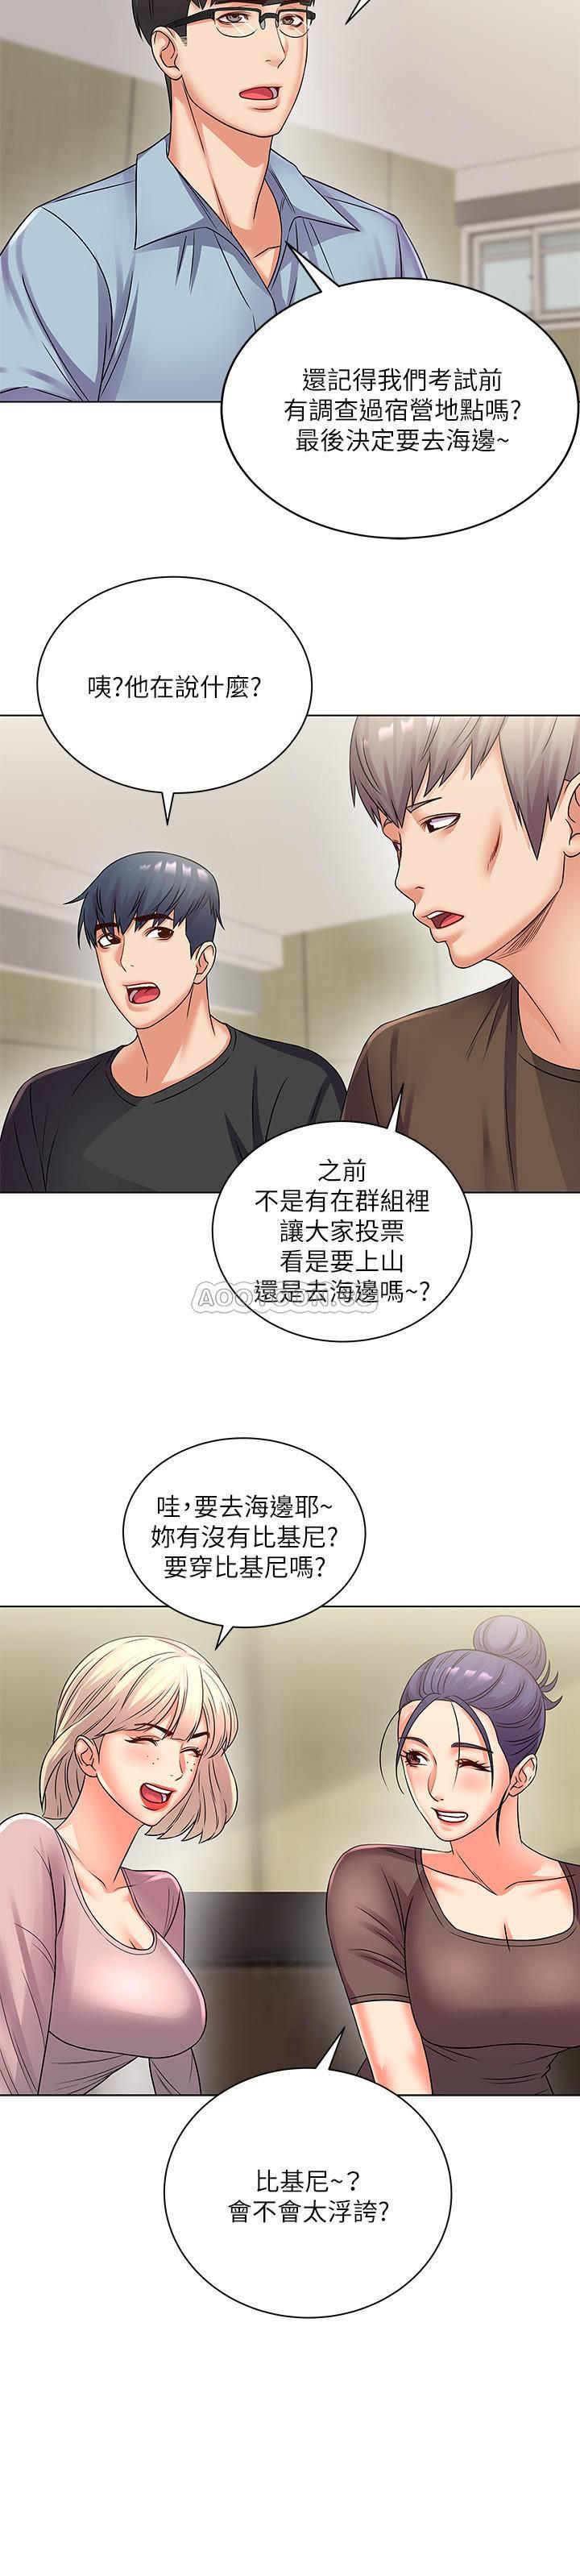 還記得我們考試前
有調查過宿營地點嗎?
最後決定要去海邊~
咦?他在說什麼?
之前
不是有在群組裡
讓大家投票
看是要上山
還是去海邊嗎~?
哇,要去海邊耶~
妳有沒有比基尼?
要穿比基尼嗎?
比基尼~?
會不會太浮誇?